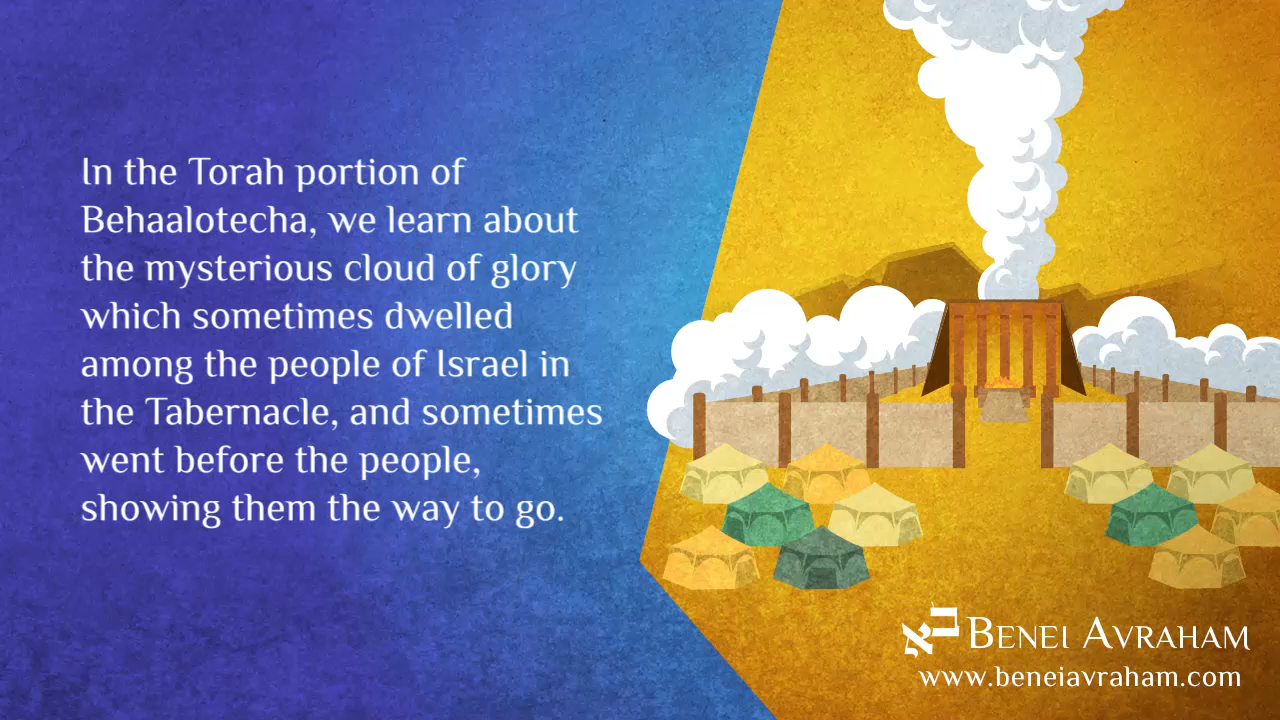 In the Torah portion of
Behaalotecha, we learn about
the mysterious cloud of glory
which sometimes dwelled
among the people of Israel in
the Tabernacle, and sometimes
went before the people,
showing them the way to go.
בא BENEI AVRAHAM
www.beneiavraham.com